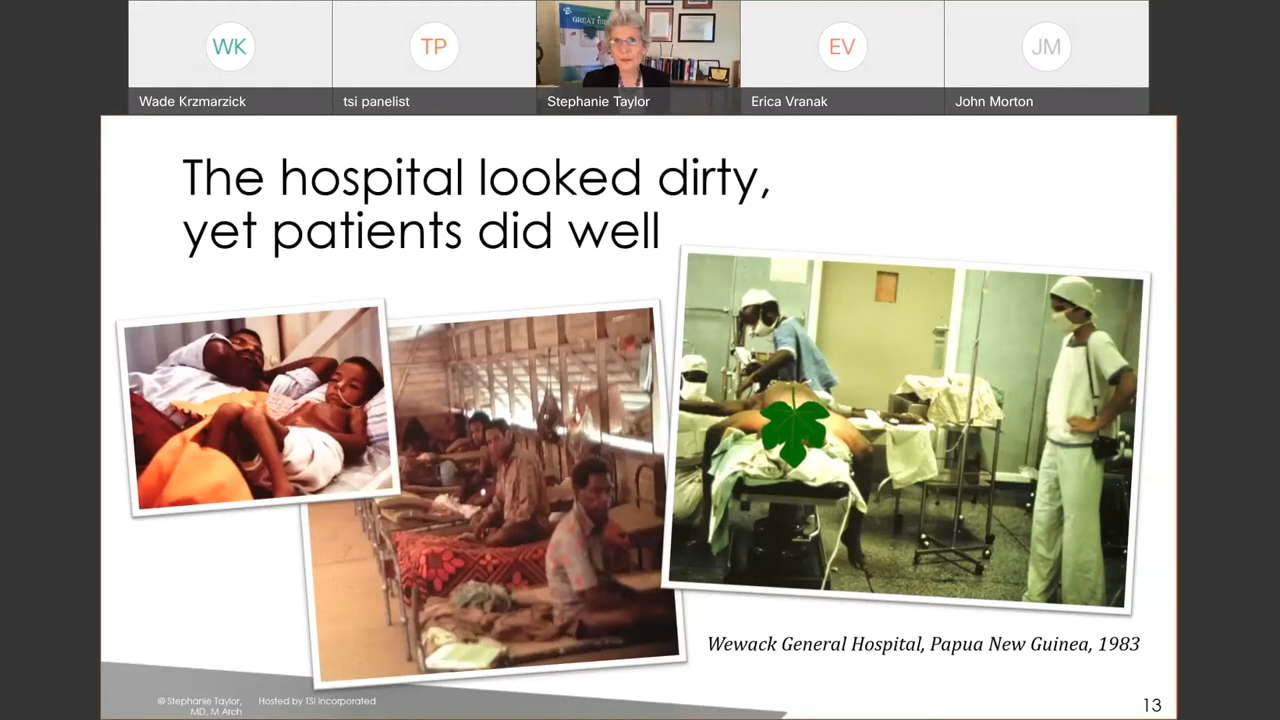 WK
TP
GREAT
EV
JM
Wade Krzmarzick
tsi panelist
Stephanie Taylor
Erica Vranak
John Morton
The hospital looked dirty,
yet patients did well
Wewack General Hospital, Papua New Guinea, 1983
© Stephanie Taylor, Hosted by TSI Incorporated
MD, M Arch
13